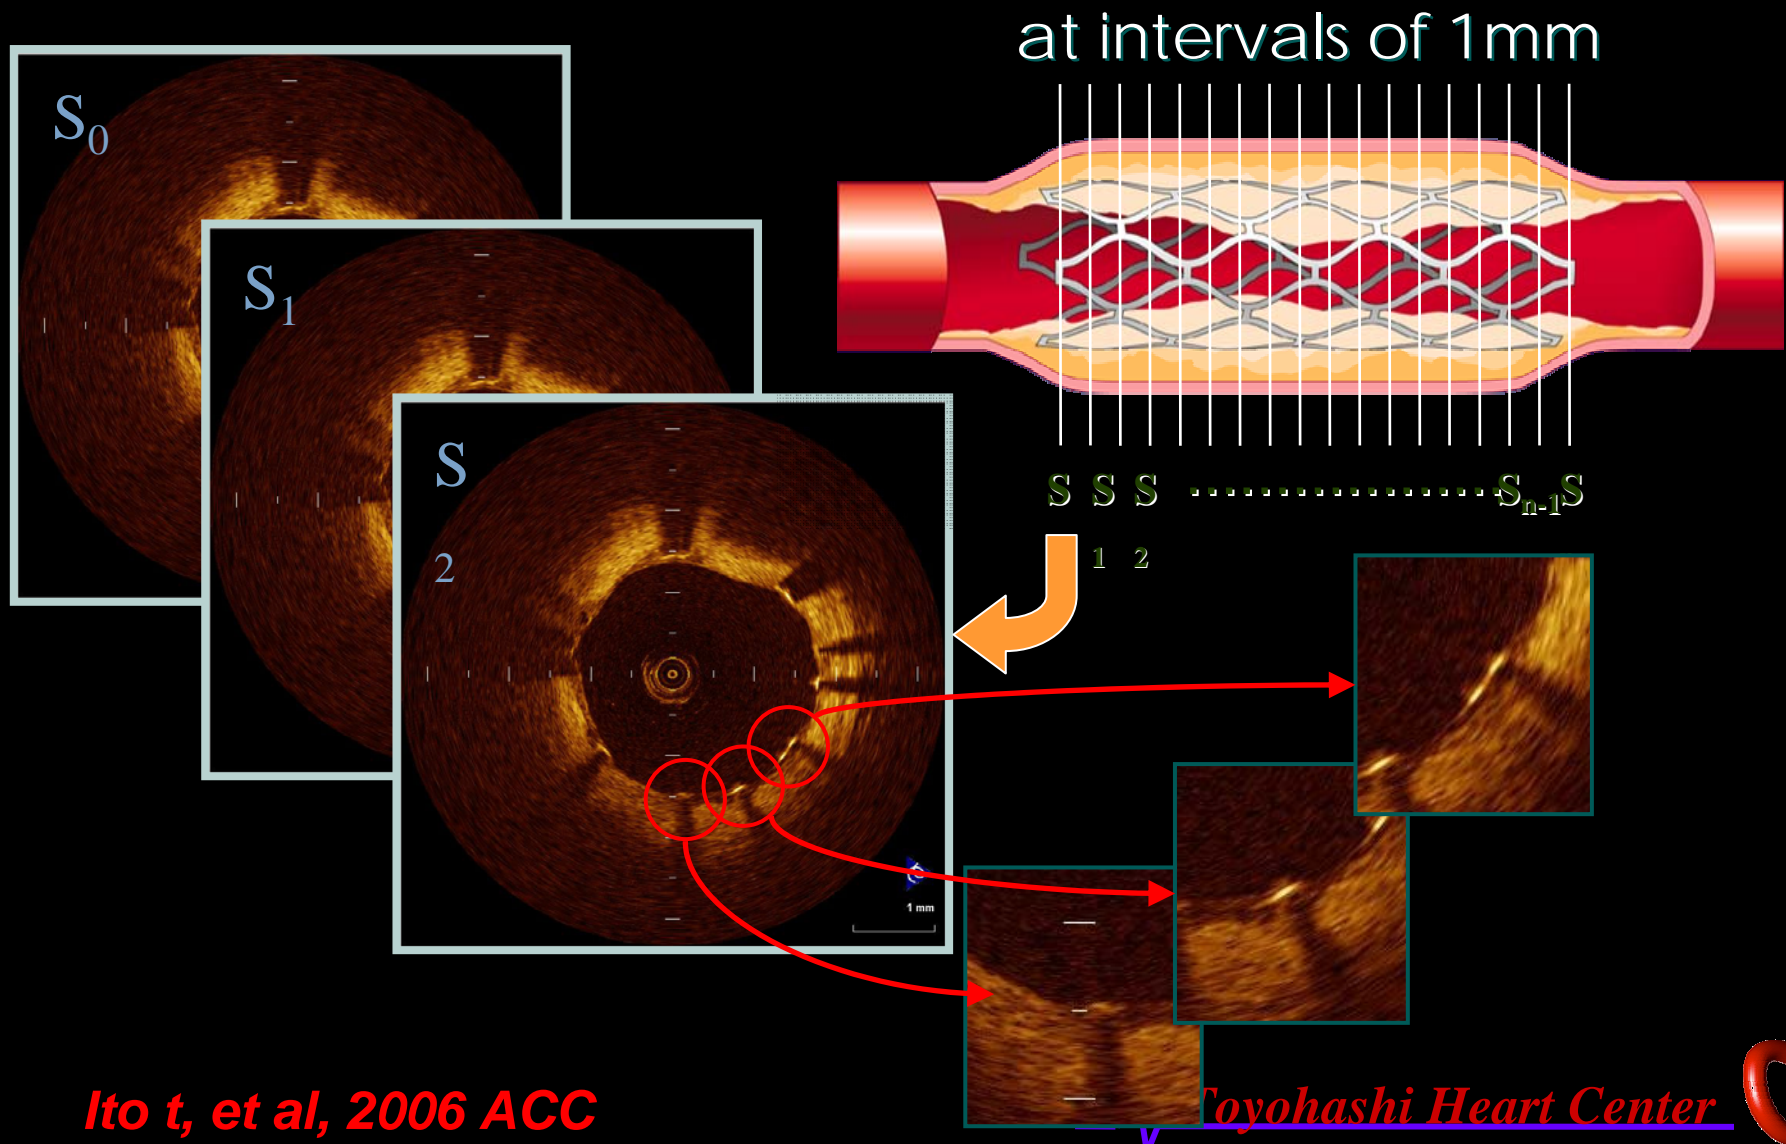 at intervals of 1mm
S0
S1
S
2
S S S ..................Sn-1S
1 2
1 mm
Ito t, et al, 2006 ACC
Toyohashi Heart Center